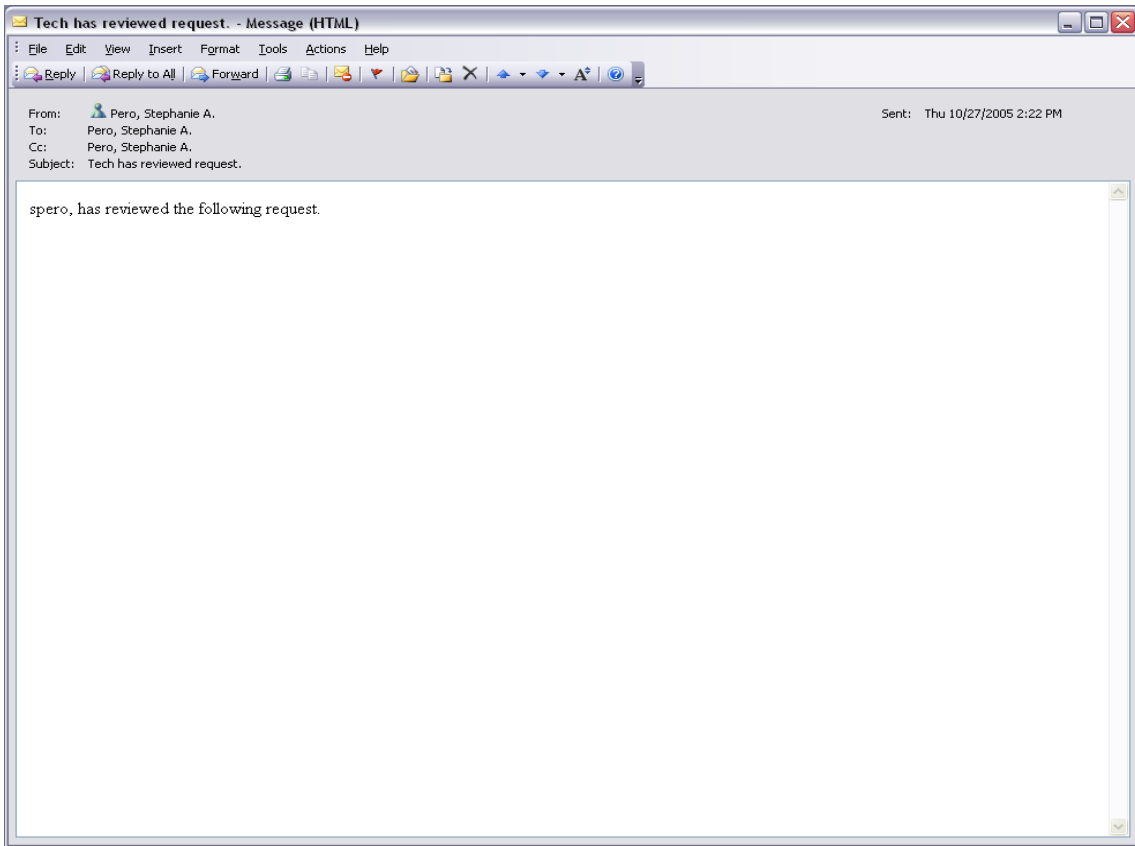 Tech has reviewed request. - Message (HTML)
File Edit View Insert Format Tools Actions Help
Reply Reply to All Forward
From: Pero, Stephanie A. Sent: Thu 10/27/2005 2:22 PM
To: Pero, Stephanie A.
Cc: Pero, Stephanie A.
Subject: Tech has reviewed request.
spero, has reviewed the following request.